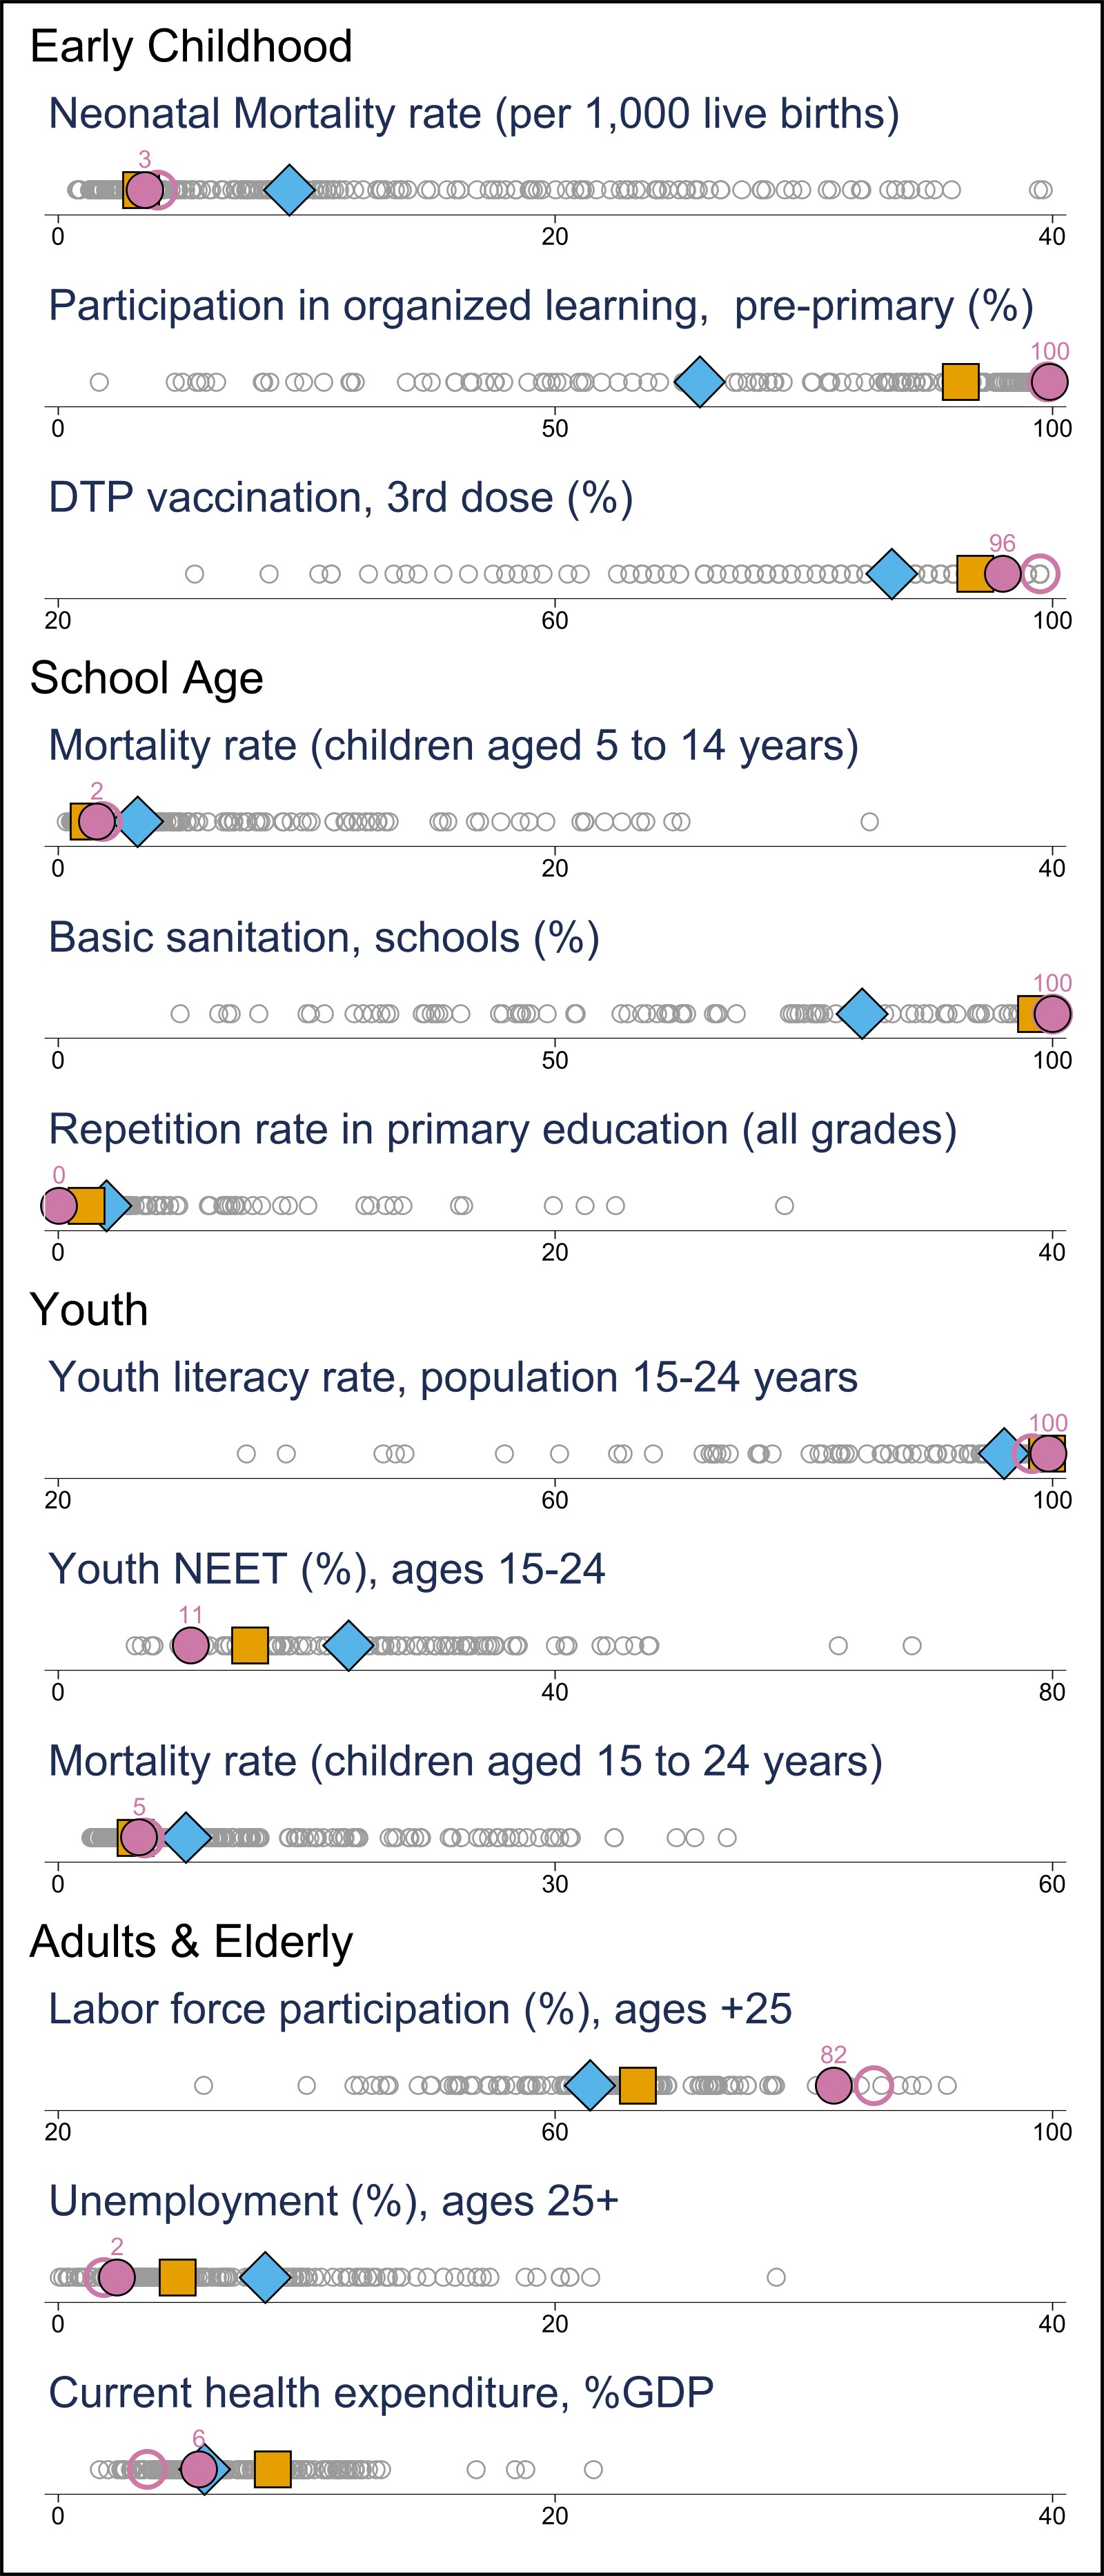 Early Childhood
Neonatal Mortality rate (per 1,000 live births)
3
0 20 40
Participation in organized learning, pre-primary (%)
100
0 50 100
DTP vaccination, 3rd dose (%)
96
20 60 100
School Age
Mortality rate (children aged 5 to 14 years)
2
0 20 40
Basic sanitation, schools (%)
100
0 50 100
Repetition rate in primary education (all grades)
0
0 20 40
Youth
Youth literacy rate, population 15-24 years
100
20 60 100
Youth NEET (%), ages 15-24
11
0 40 80
Mortality rate (children aged 15 to 24 years)
5
0 30 60
Adults & Elderly
Labor force participation (%), ages +25
82
20 60 100
Unemployment (%), ages 25+
2
0 20 40
Current health expenditure, %GDP
6
0 20 40